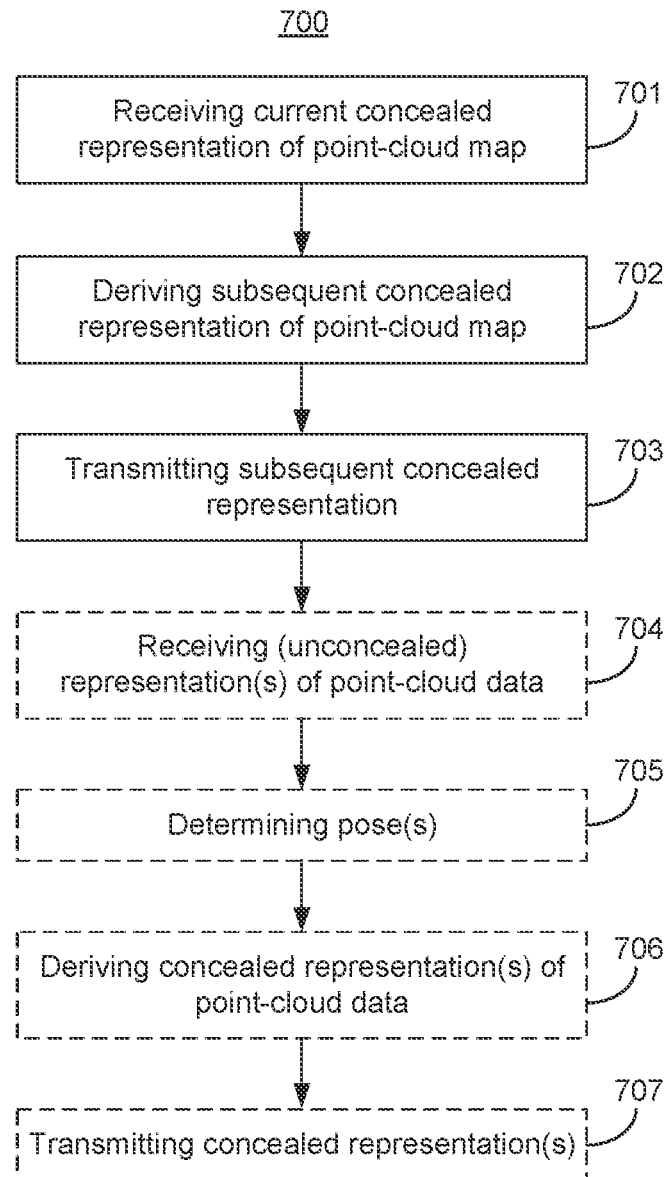 700
Receiving current concealed
representation of point-cloud map
701
Deriving subsequent concealed
representation of point-cloud map
702
Transmitting subsequent concealed
representation
703
Receiving (unconcealed)
representation(s) of point-cloud data
704
Determining pose(s)
705
Deriving concealed representation(s) of
point-cloud data
706
Transmitting concealed representation(s)
707